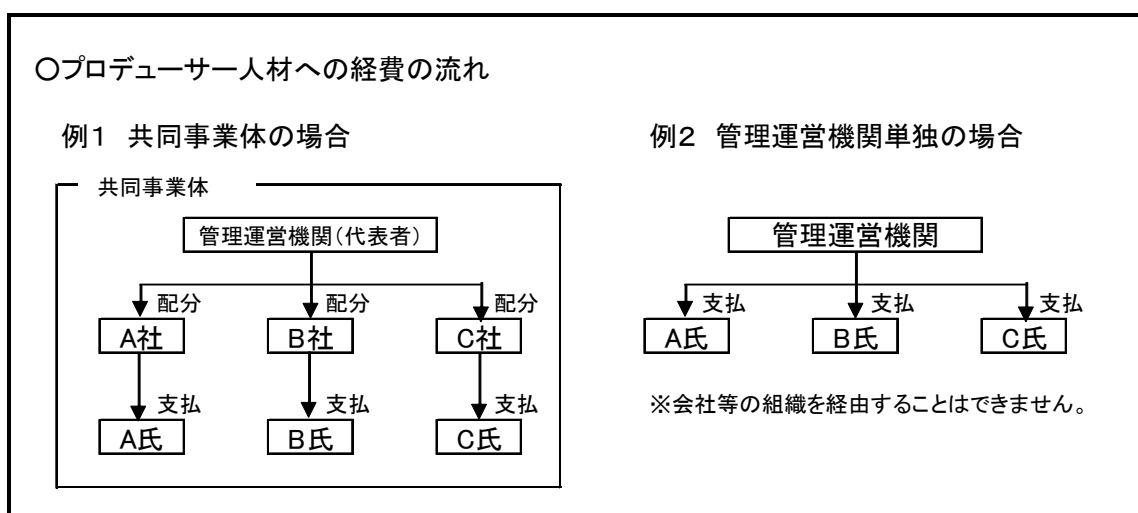 ○プロデューサー人材への経費の流れ
例1 共同事業体の場合
例2 管理運営機関単独の場合
共同事業体
管理運営機関(代表者)
管理運営機関
配分 配分 配分
支払 支払 支払
A社 B社 C社
A氏 B氏 C氏
支払 支払 支払
※会社等の組織を経由することはできません。
A氏 B氏 C氏